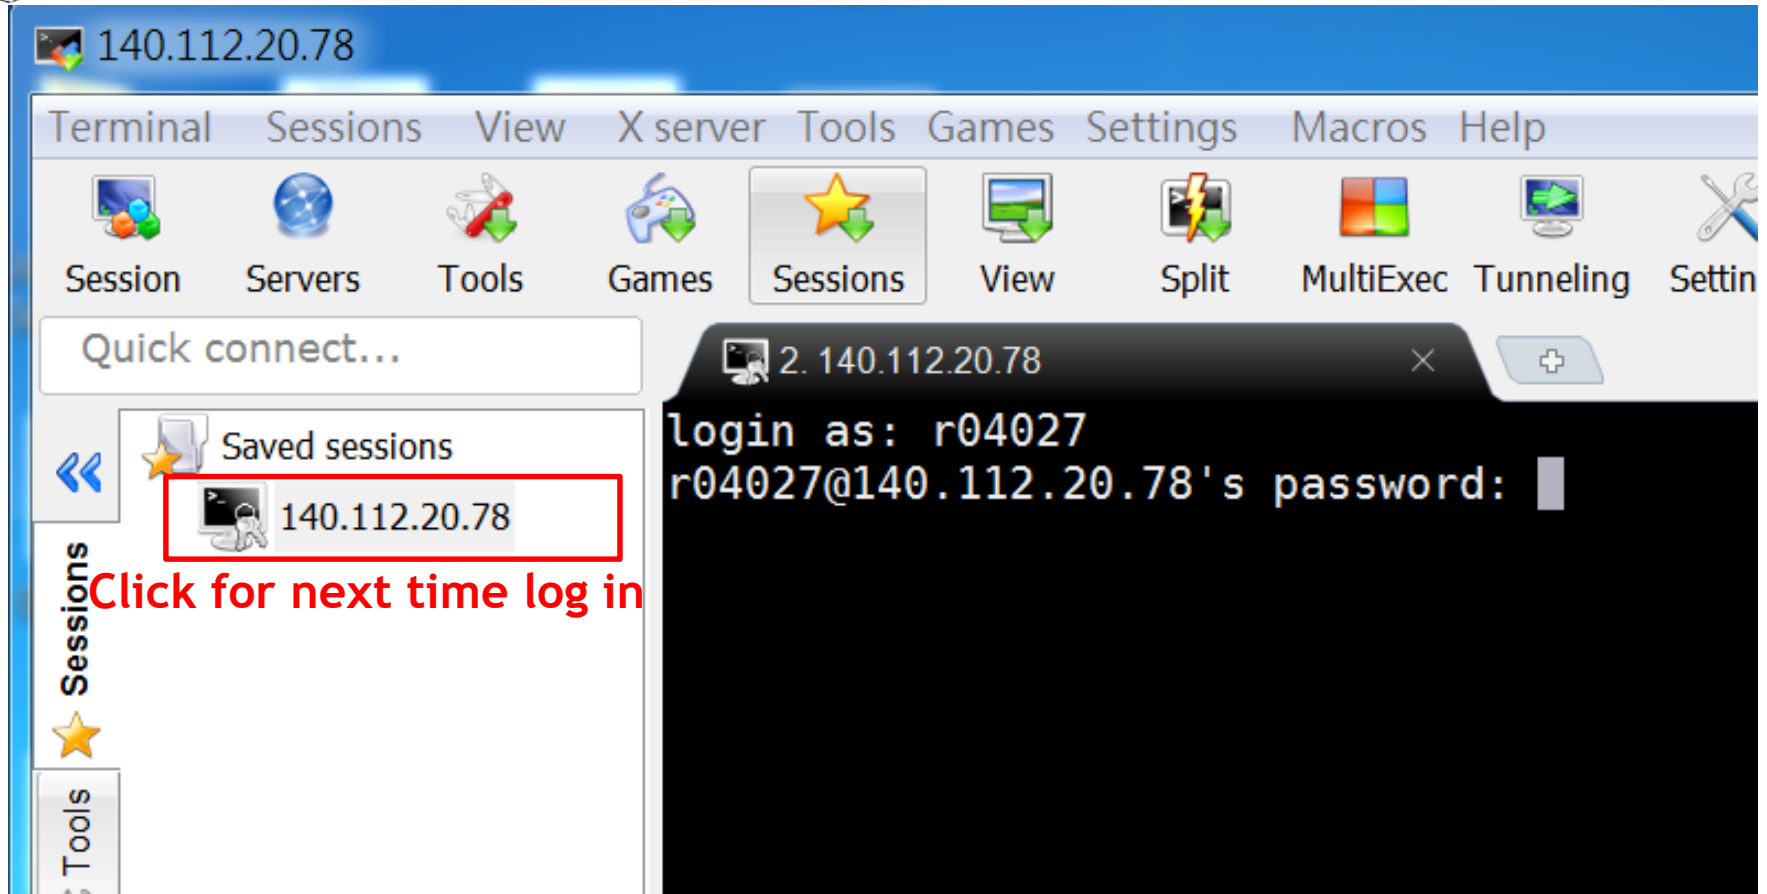 140.112.20.78
Terminal Sessions View X server Tools Games Settings Macros Help
Session Servers Tools Games Sessions View Split MultiExec Tunneling Settin
Quick connect...
2. 140.112.20.78
Saved sessions
140.112.20.78
Click for next time log in
login as: r04027
r04027@140.112.20.78's password:
Sessions
Tools